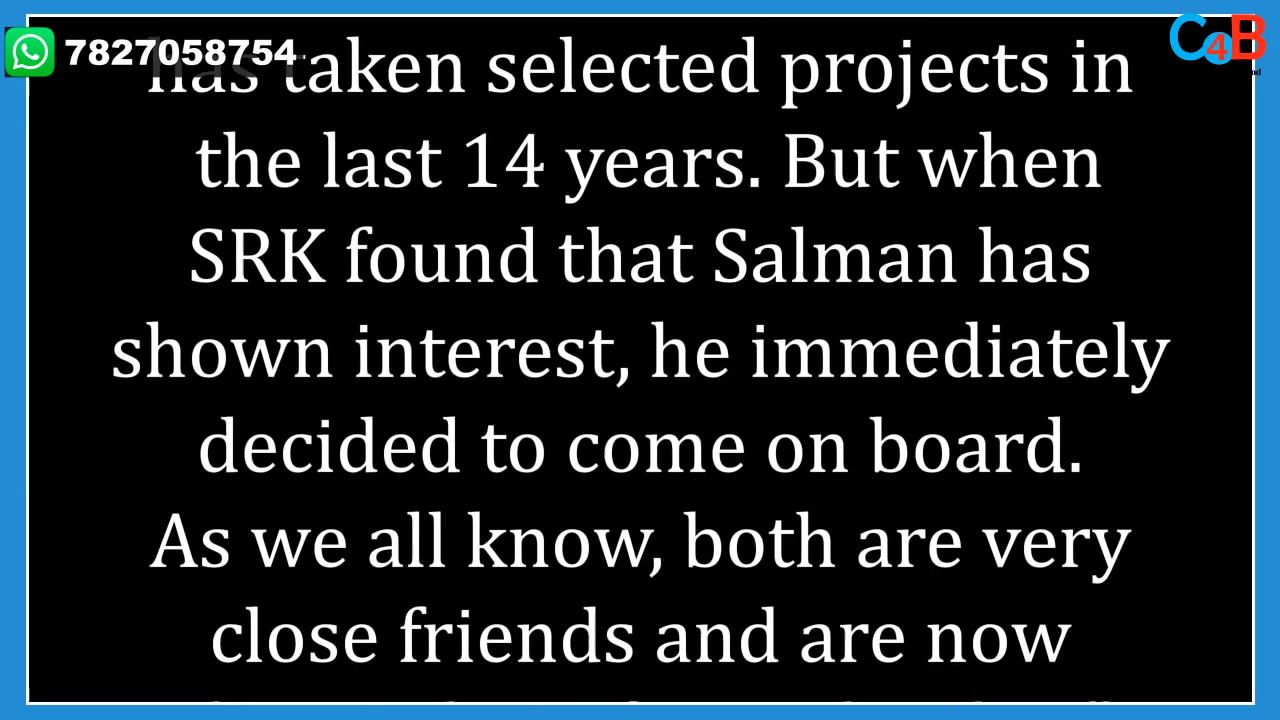 7827058754
C4B
has taken selected projects in
the last 14 years. But when
SRK found that Salman has
shown interest, he immediately
decided to come on board.
As we all know, both are very
close friends and are now